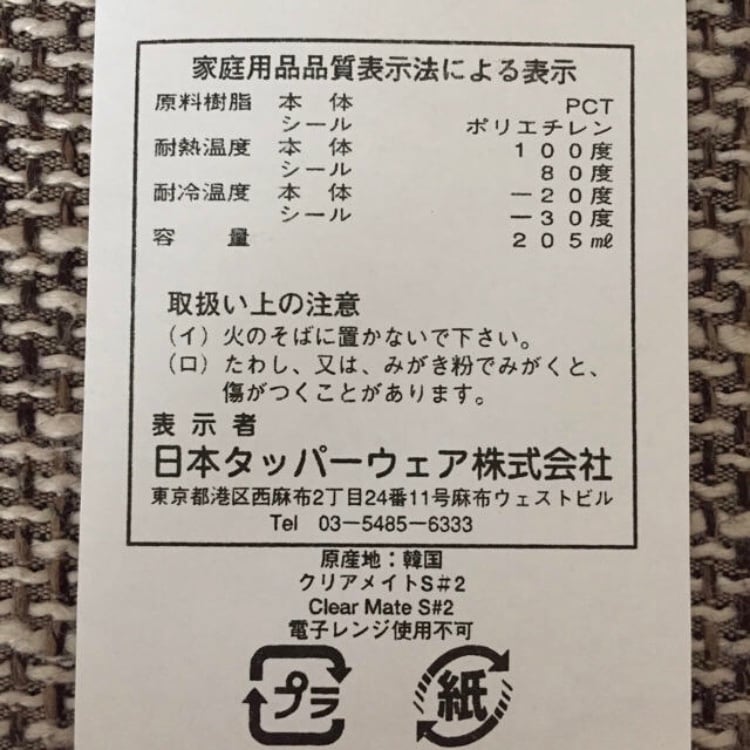 家庭用品品質表示法による表示
原料樹脂 本体 PCT
シール ポリエチレン
耐熱温度 本体 100度
シール 80度
耐冷温度 本体 −20度
シール −30度
容量 205㎖
取扱い上の注意
(イ) 火のそばに置かないで下さい。
(ロ) たわし、又は、みがき粉でみがくと、
傷がつくことがあります。
表示者
日本タッパーウェア株式会社
東京都港区西麻布2丁目24番11号麻布ウェストビル
Tel 03−5485−6333
原産地：韓国
クリアメイトS#2
Clear Mate S#2
電子レンジ使用不可
プラ 紙